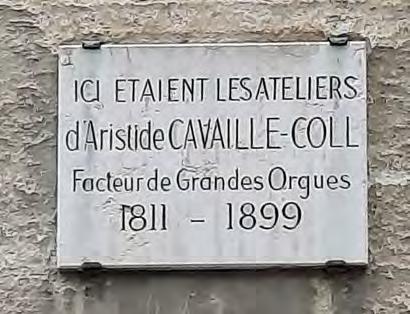 ICI ETAIENT LES ATELIERS
d'Aristide CAVAILLE-COLL
Facteur de Grandes Orgues
1811 - 1899